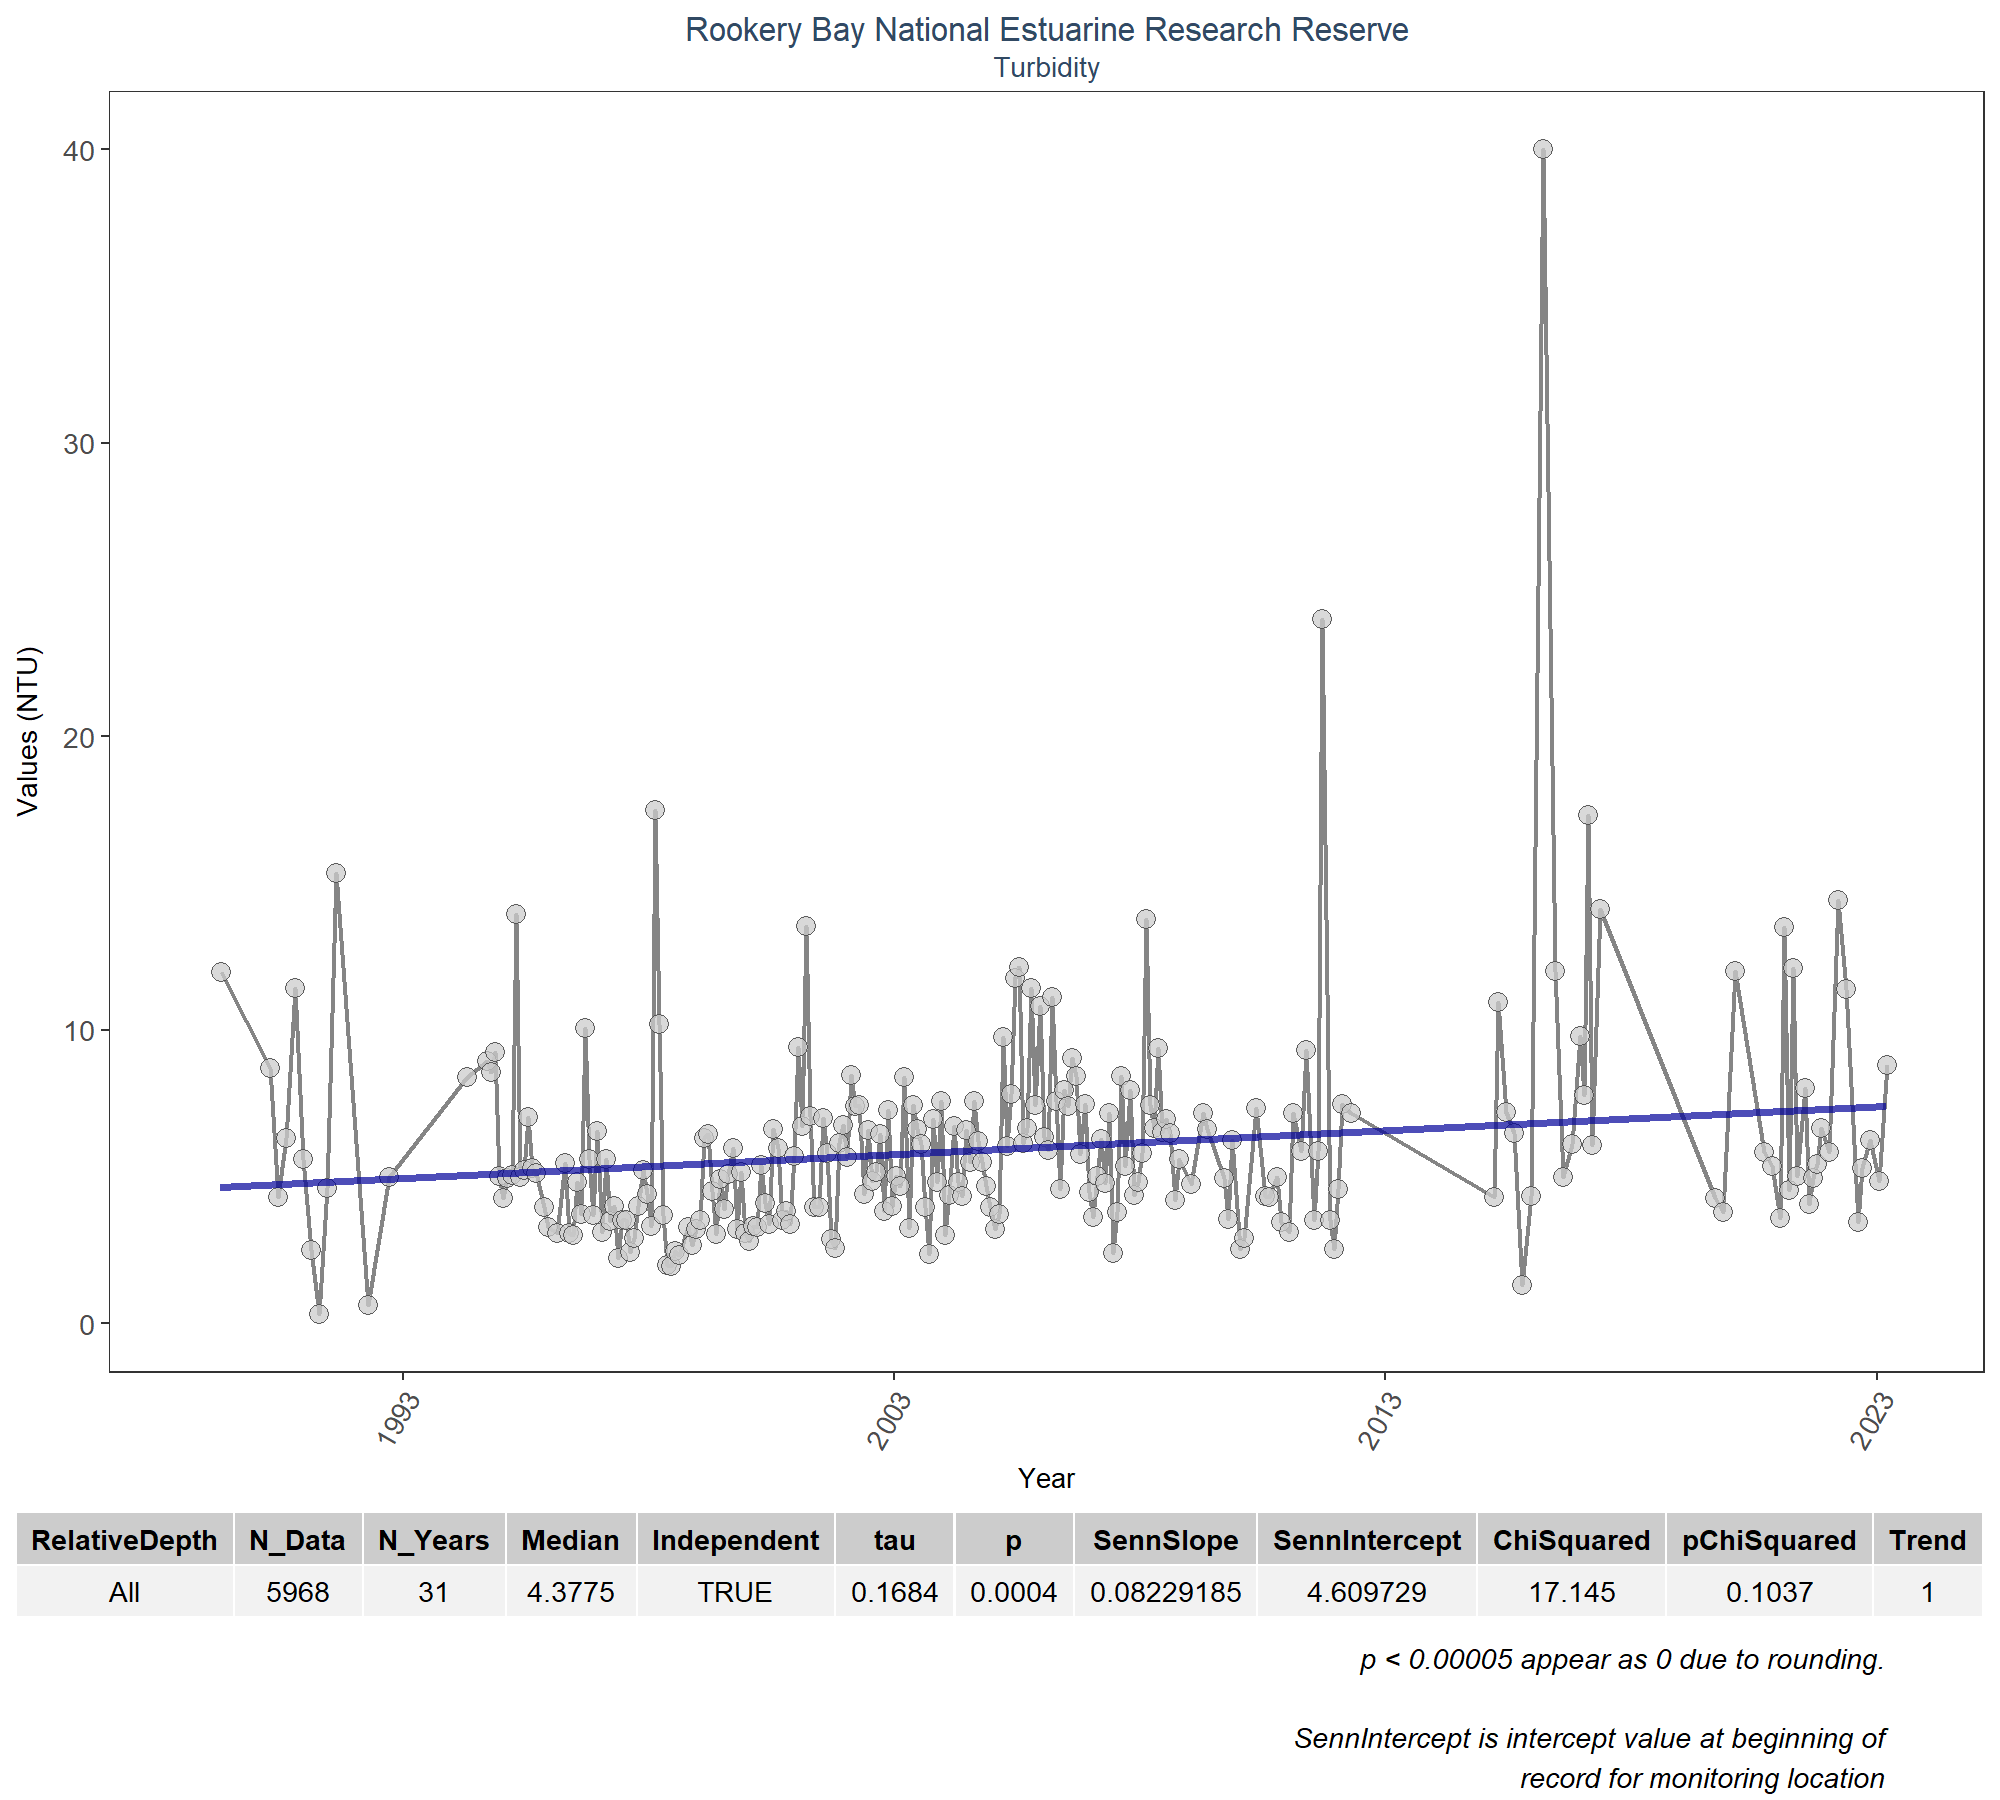 Rookery Bay National Estuarine Research Reserve
Turbidity
Values (NTU)
40
30
20
10
0
1993
2003
2013
2023
Year
RelativeDepth N_Data N_Years Median Independent tau p SennSlope SennIntercept ChiSquared pChiSquared Trend
All 5968 31 4.3775 TRUE 0.1684 0.0004 0.08229185 4.609729 17.145 0.1037 1
p < 0.00005 appear as 0 due to rounding.
SennIntercept is intercept value at beginning of
record for monitoring location